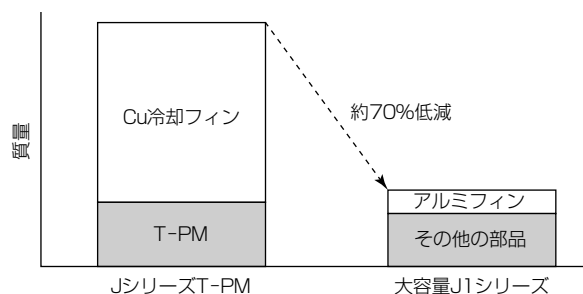 質量
Cu冷却フィン
T-PM
約70%低減
アルミフィン
その他の部品
JシリーズT-PM
大容量J1シリーズ